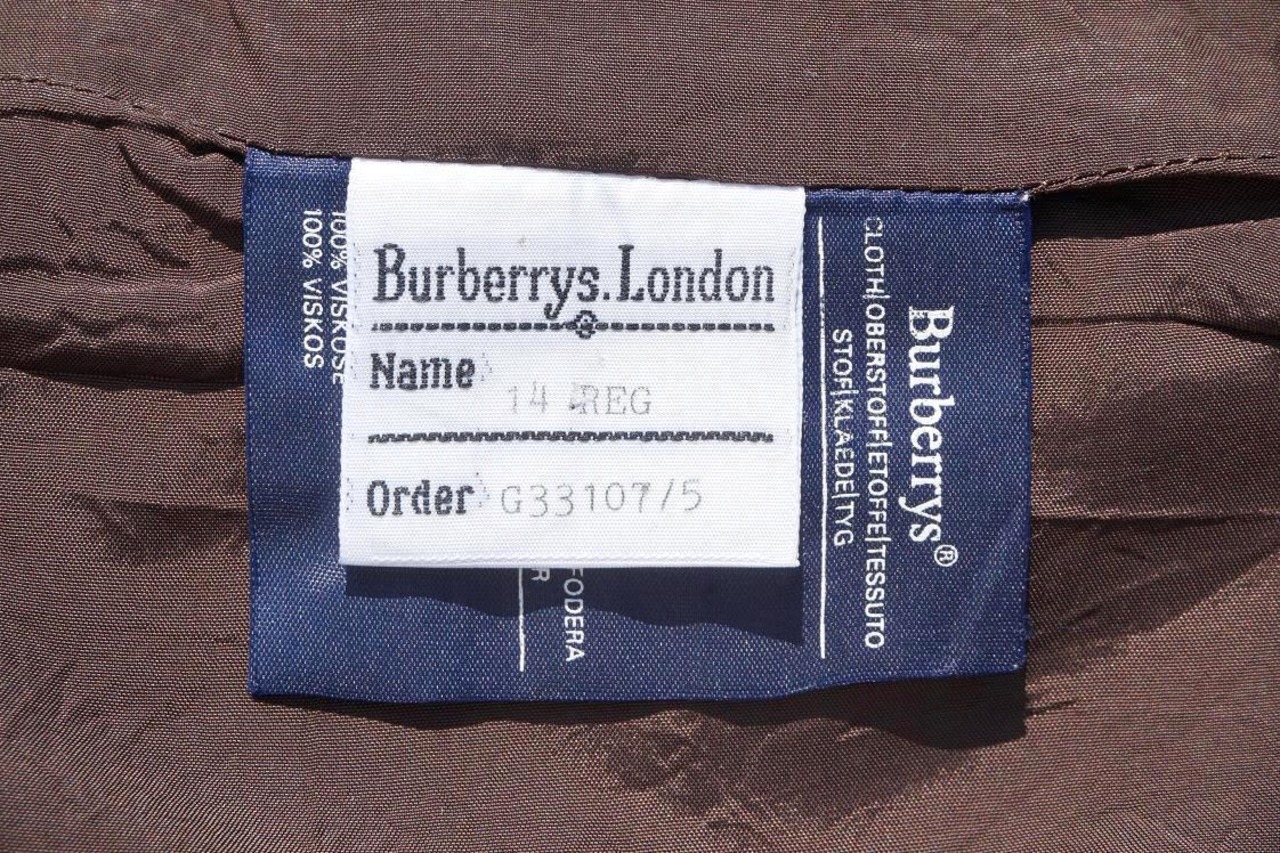 Burberrys.London
Name
14 REG
Order G33107/5
Burberrys®
CLOTH|OBERSTOFF|ETOFFE|TESSUTO
STOF|KLAEDE|TYG
FODERA
R
100% VISKOSE
100% VISKOS